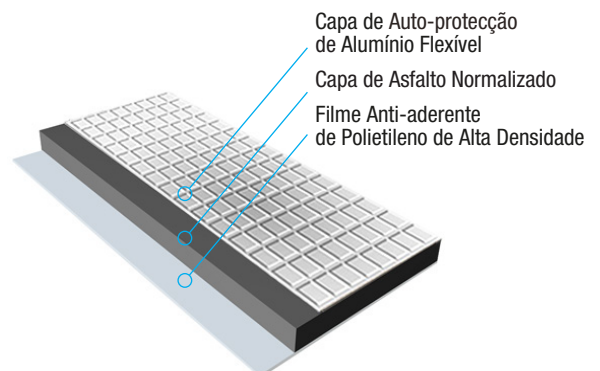 Capa de Auto-protecção
de Alumínio Flexível
Capa de Asfalto Normalizado
Filme Anti-aderente
de Polietileno de Alta Densidade